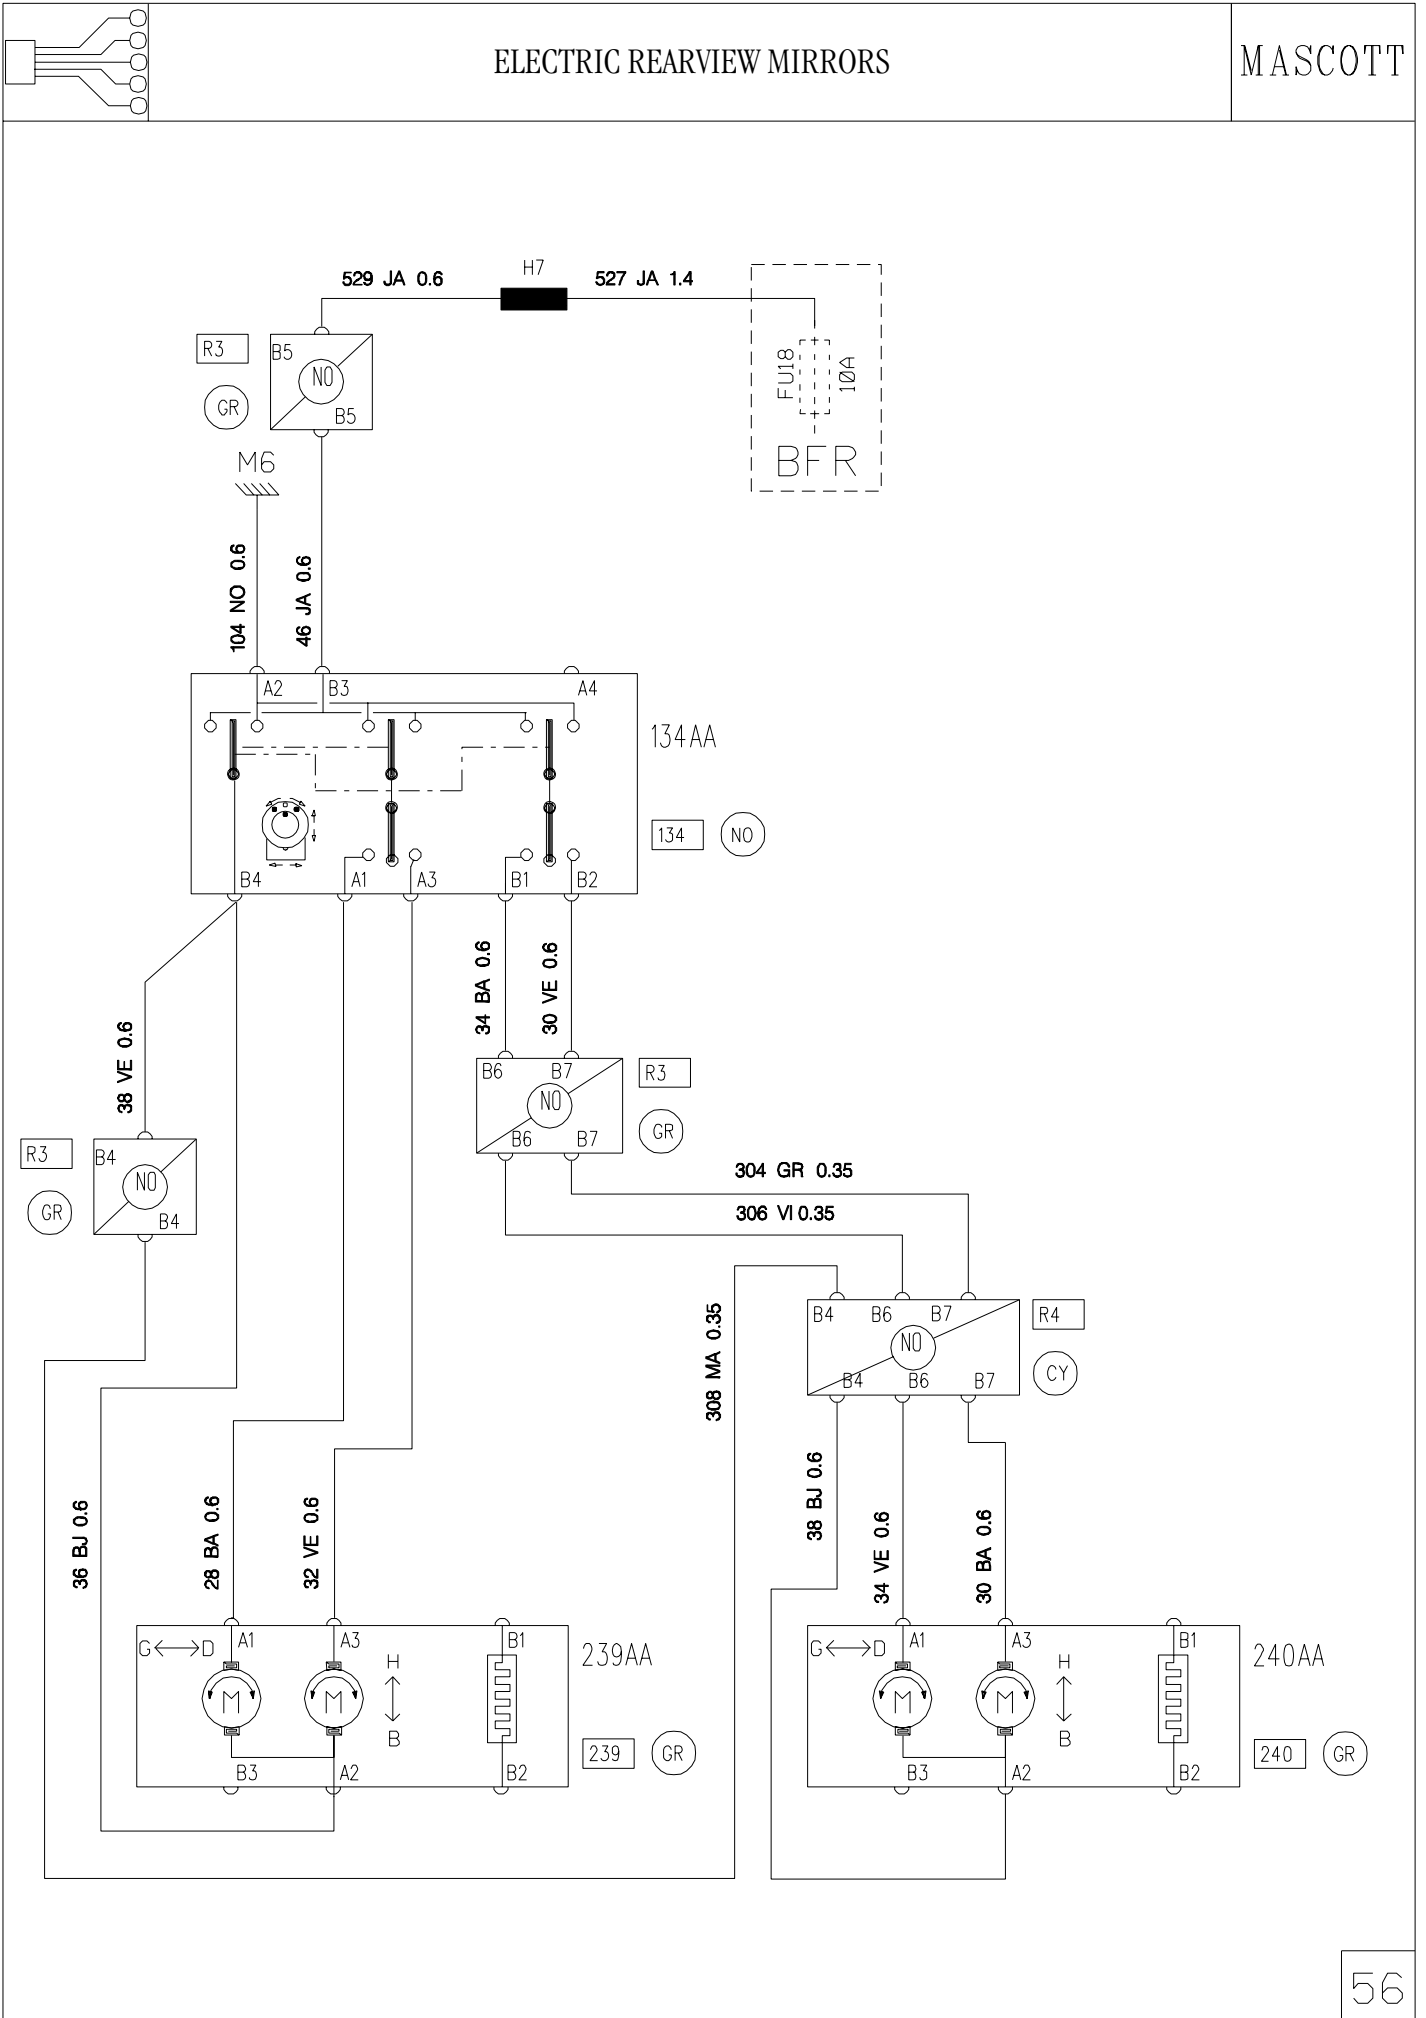 ELECTRIC REARVIEW MIRRORS
MASCOTT
529 JA 0.6
H7
527 JA 1.4
R3
B5
NO
GR
B5
FU18
10A
BFR
M6
104 NO 0.6
46 JA 0.6
A2
B3
A4
134AA
134
NO
B4
A1
A3
B1
B2
34 BA 0.6
30 VE 0.6
38 VE 0.6
B6
B7
R3
NO
B6
B7
GR
R3
B4
NO
GR
B4
304 GR 0.35
306 VI 0.35
308 MA 0.35
B4
B6
B7
R4
NO
B4
B6
B7
CY
36 BJ 0.6
28 BA 0.6
32 VE 0.6
38 BJ 0.6
34 VE 0.6
30 BA 0.6
G
D
A1
A3
B1
239AA
H
M
M
B
239
GR
B3
A2
B2
G
D
A1
A3
B1
240AA
H
M
M
B
240
GR
B3
A2
B2
56